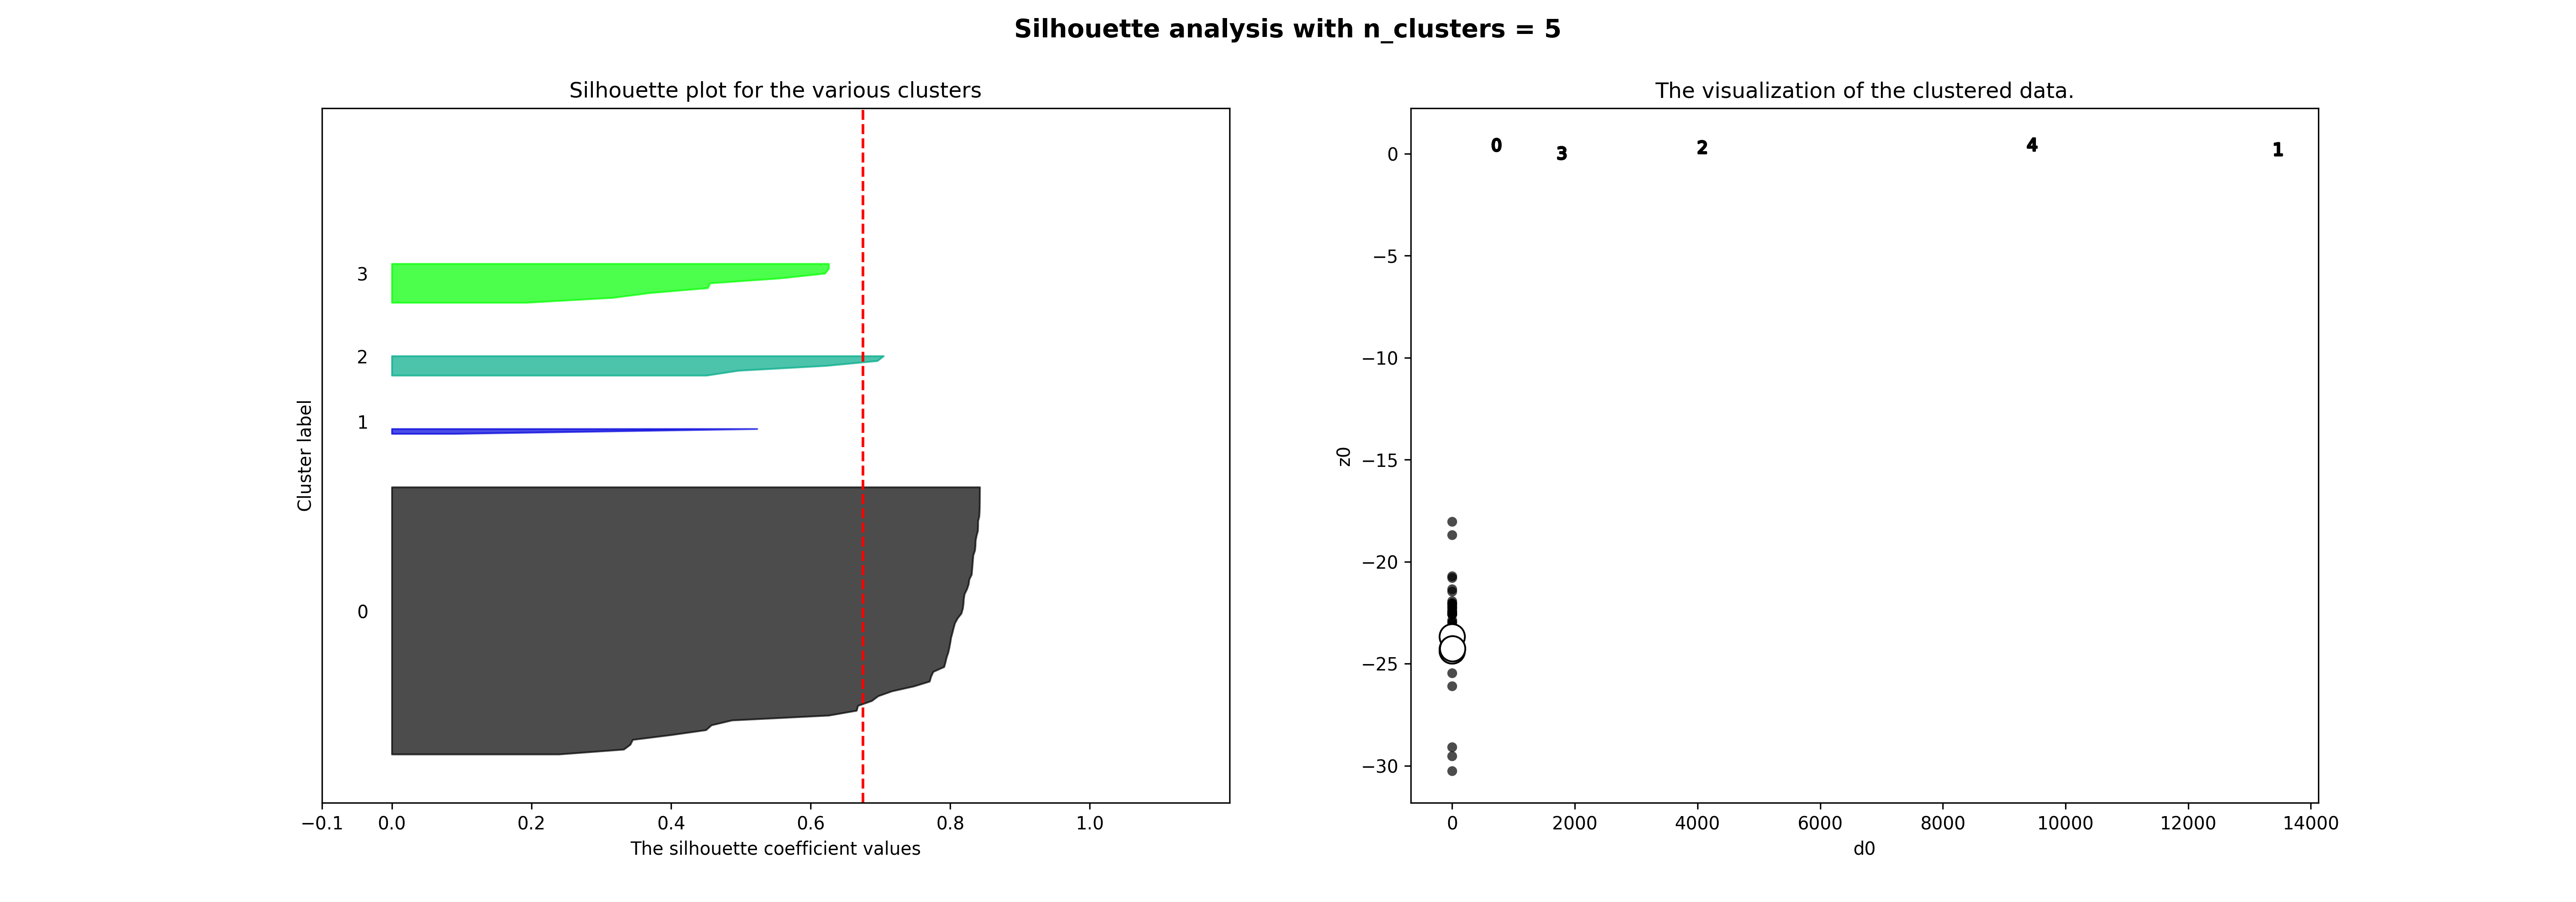 Silhouette analysis with n_clusters = 5
Silhouette plot for the various clusters
3
2
1
0
Cluster label
−0.1 0.0 0.2 0.4 0.6 0.8 1.0
The silhouette coefficient values
The visualization of the clustered data.
0 3 2 4 1
0
−5
−10
−15
−20
−25
−30
z0
0 2000 4000 6000 8000 10000 12000 14000
d0